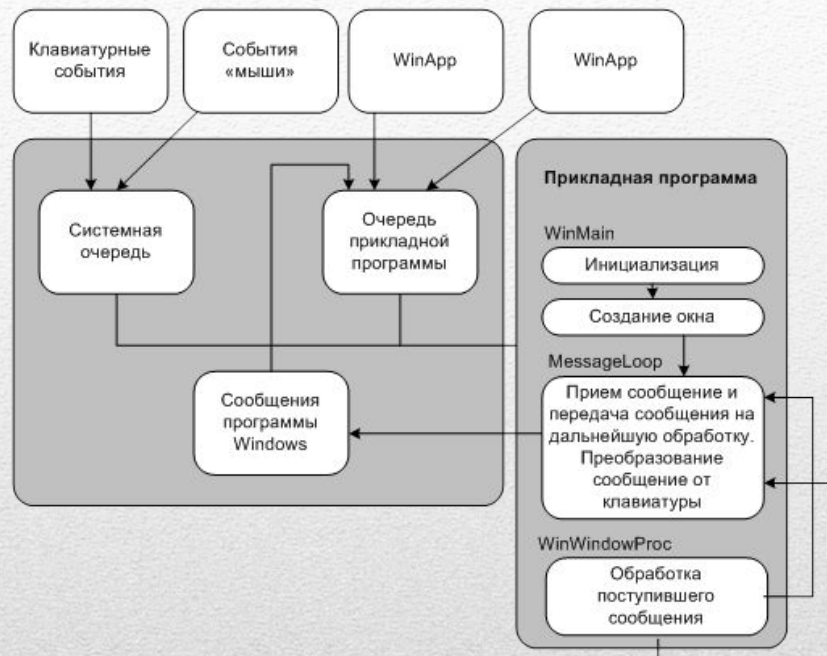 Клавиатурные
события
События
«мыши»
WinApp
WinApp
Системная
очередь
Очередь
прикладной
программы
Сообщения
программы
Windows
Прикладная программа
WinMain
Инициализация
Создание окна
MessageLoop
Прием сообщение и
передача сообщения на
дальнейшую обработку.
Преобразование
сообщение от
клавиатуры
WinWindowProc
Обработка
поступившего
сообщения